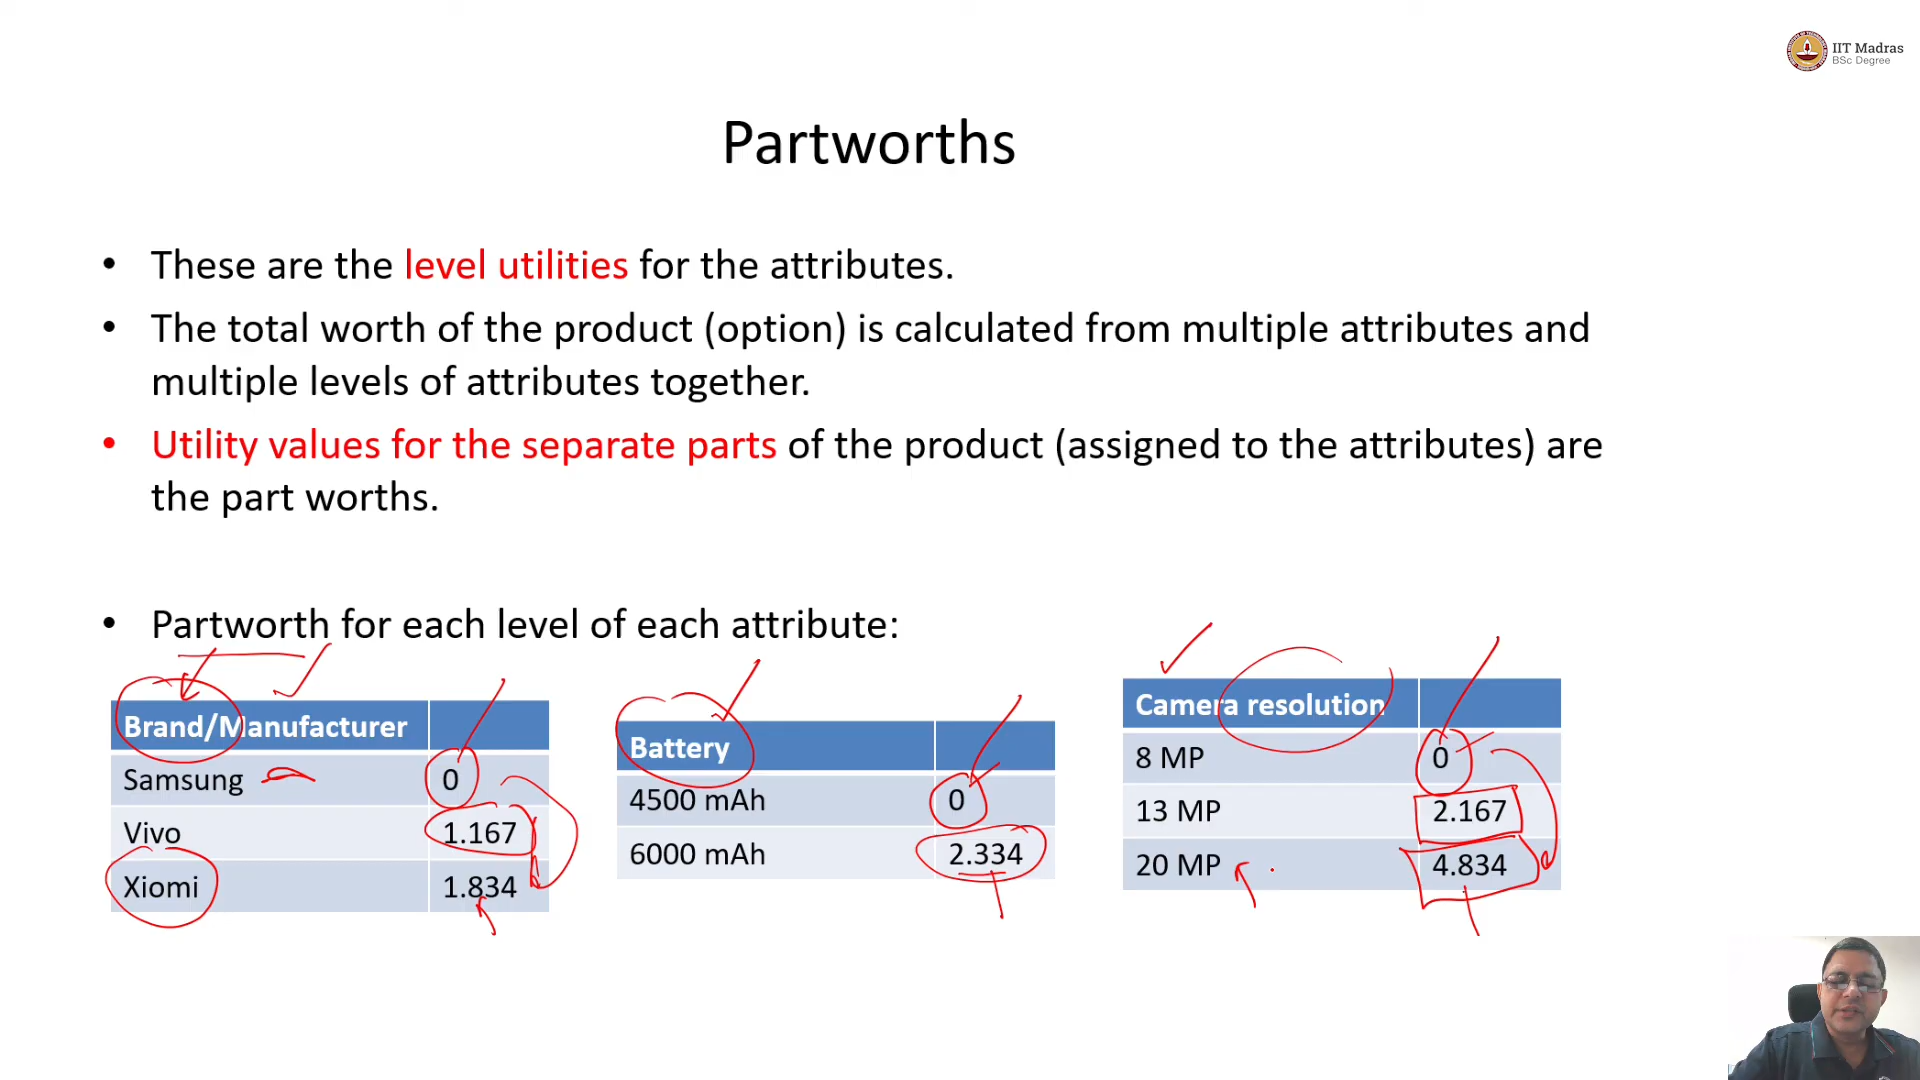 IIT Madras
BSc Degree
Partworths
• These are the level utilities for the attributes.
• The total worth of the product (option) is calculated from multiple attributes and
multiple levels of attributes together.
• Utility values for the separate parts of the product (assigned to the attributes) are
the part worths.
• Partworth for each level of each attribute:
Brand/Manufacturer
Samsung 0
Vivo 1.167
Xiomi 1.834
Battery
4500 mAh 0
6000 mAh 2.334
Camera resolution
8 MP 0
13 MP 2.167
20 MP 4.834